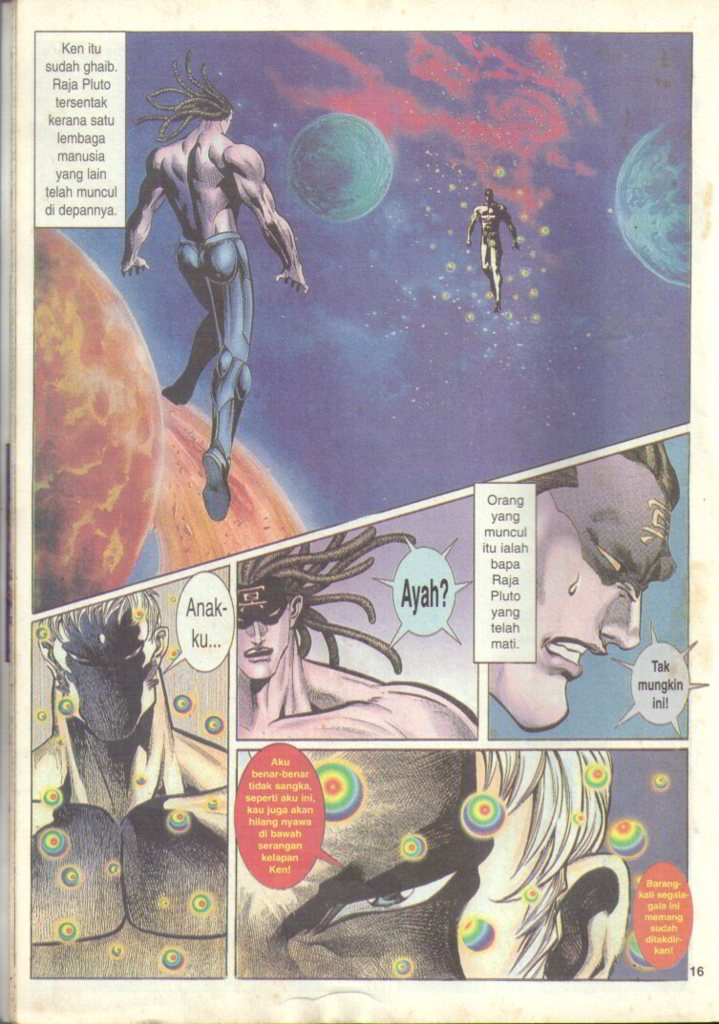 Ken itu
sudah ghaib.
Raja Pluto
tersentak
kerana satu
lembaga
manusia
yang lain
telah muncul
di depannya.
Orang
yang
muncul
itu ialah
bapa
Raja
Pluto
yang
telah
mati.
Anak-
ku...
Ayah?
Tak
mungkin
ini!
Aku
benar-benar
tidak sangka,
seperti aku ini,
kau juga akan
hilang nyawa
di bawah
serangan
kelapan
Ken!
Barang-
kali segala-
gala ini
memang
sudah
ditakdir-
kan!
16